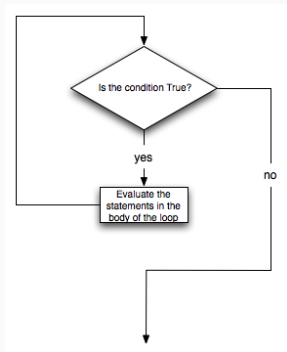 Is the condition True?
yes
no
Evaluate the
statements in the
body of the loop